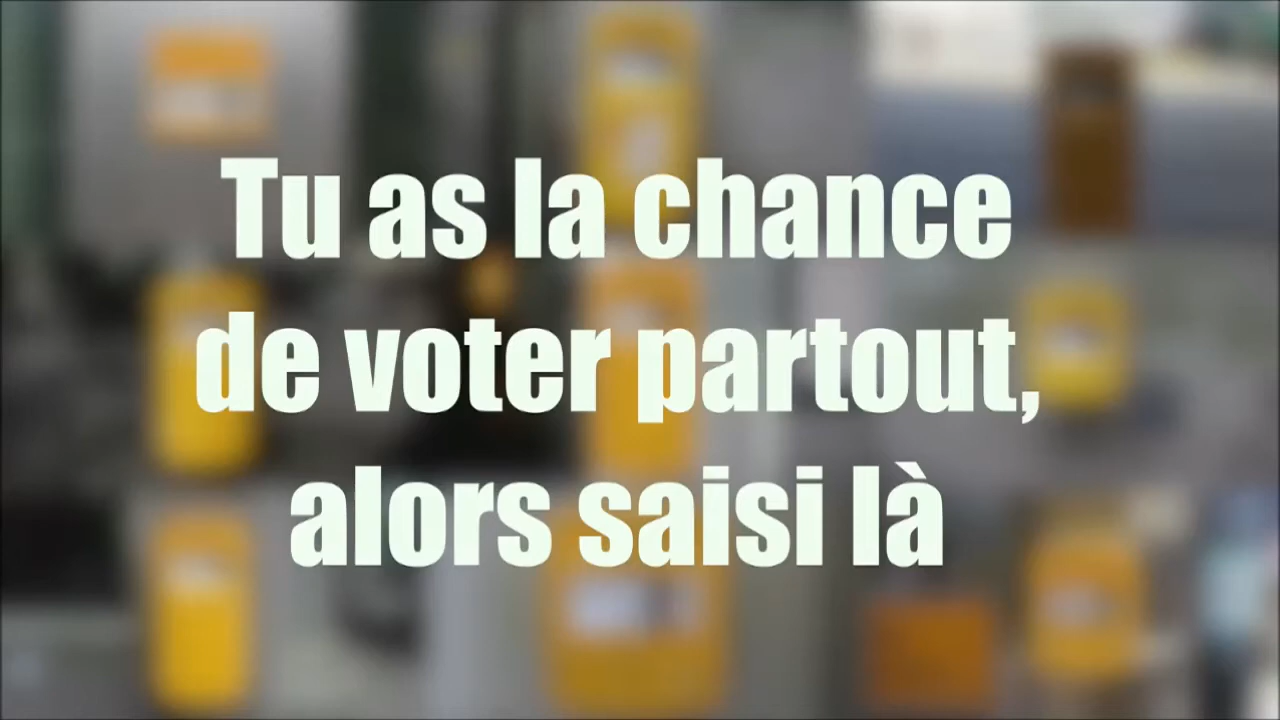 Tu as la chance
de voter partout,
alors saisi là